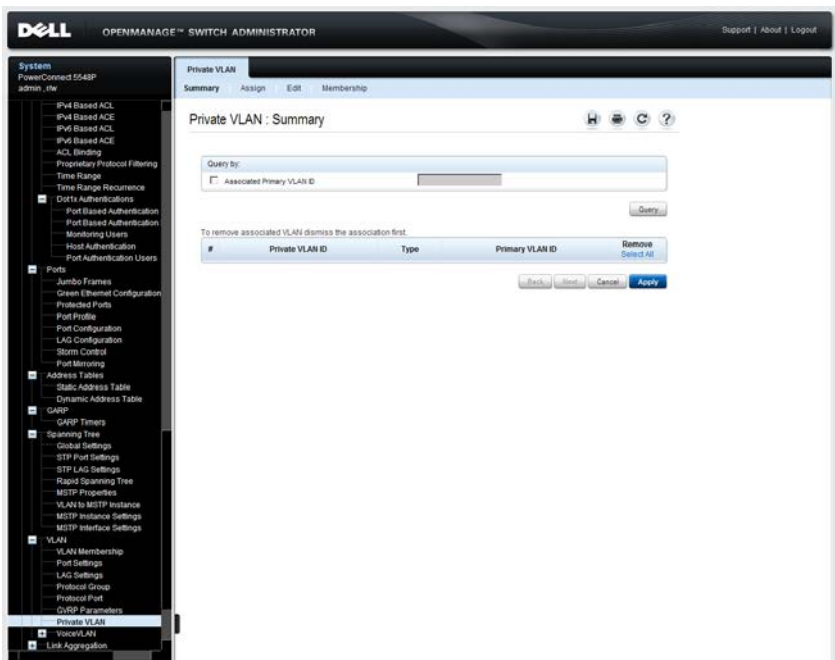 DELL
OPENMANAGE™ SWITCH ADMINISTRATOR
Support | About | Logout
System
PowerConnect 5548P
Private VLAN
Summary Assign Edit Membership
Private VLAN : Summary
Query by:
Associated Primary VLAN ID
Query
To remove associated VLAN dismiss the association first.
# Private VLAN ID Type Primary VLAN ID Remove
Select All
Back Next Cancel Apply
IPv4 Based ACL
IPv4 Based ACE
IPv6 Based ACL
IPv6 Based ACE
ACL Binding
Proprietary Protocol Filtering
Time Range
Time Range Recurrence
Dot1x Authentications
Port Based Authentication
Port Based Authentication
Monitoring Users
Host Authentication
Port Authentication Users
Ports
Jumbo Frames
Green Ethernet Configuration
Protected Ports
Port Profile
Port Configuration
LAG Configuration
Storm Control
Port Mirroring
Address Tables
Static Address Table
Dynamic Address Table
GARP
GARP Timers
Spanning Tree
Global Settings
STP Port Settings
STP LAG Settings
Rapid Spanning Tree
MSTP Properties
VLAN to MSTP Instance
MSTP Instance Settings
MSTP Interface Settings
VLAN
VLAN Membership
Port Settings
LAG Settings
Protocol Group
Protocol Port
GVRP Parameters
Private VLAN
VoiceVLAN
Link Aggregation